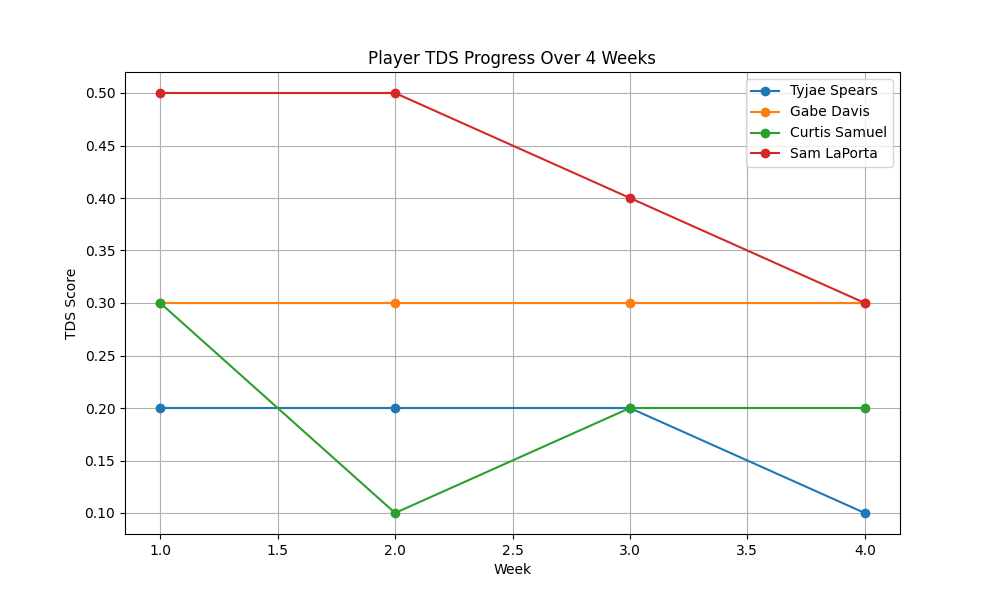 Player TDS Progress Over 4 Weeks
Tyjae Spears
Gabe Davis
Curtis Samuel
Sam LaPorta
TDS Score
0.50
0.45
0.40
0.35
0.30
0.25
0.20
0.15
0.10
1.0 1.5 2.0 2.5 3.0 3.5 4.0
Week